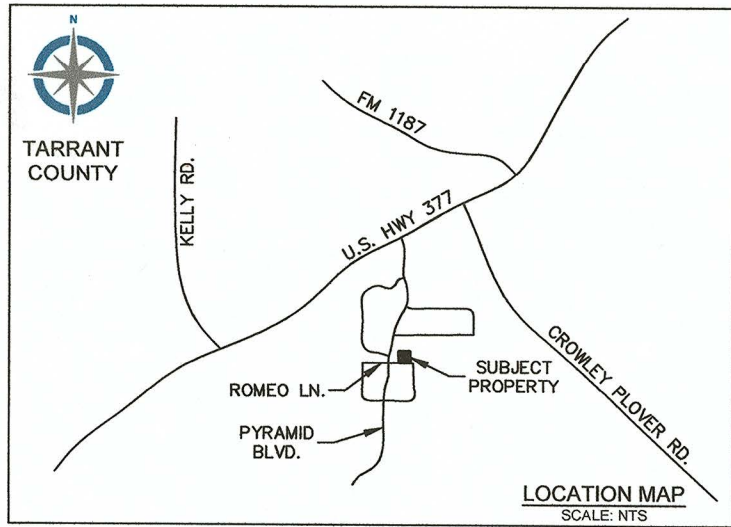 N
TARRANT
COUNTY
KELLY RD.
FM 1187
U.S. HWY 377
CROWLEY PLOVER RD.
ROMEO LN.
SUBJECT
PROPERTY
PYRAMID
BLVD.
LOCATION MAP
SCALE: NTS